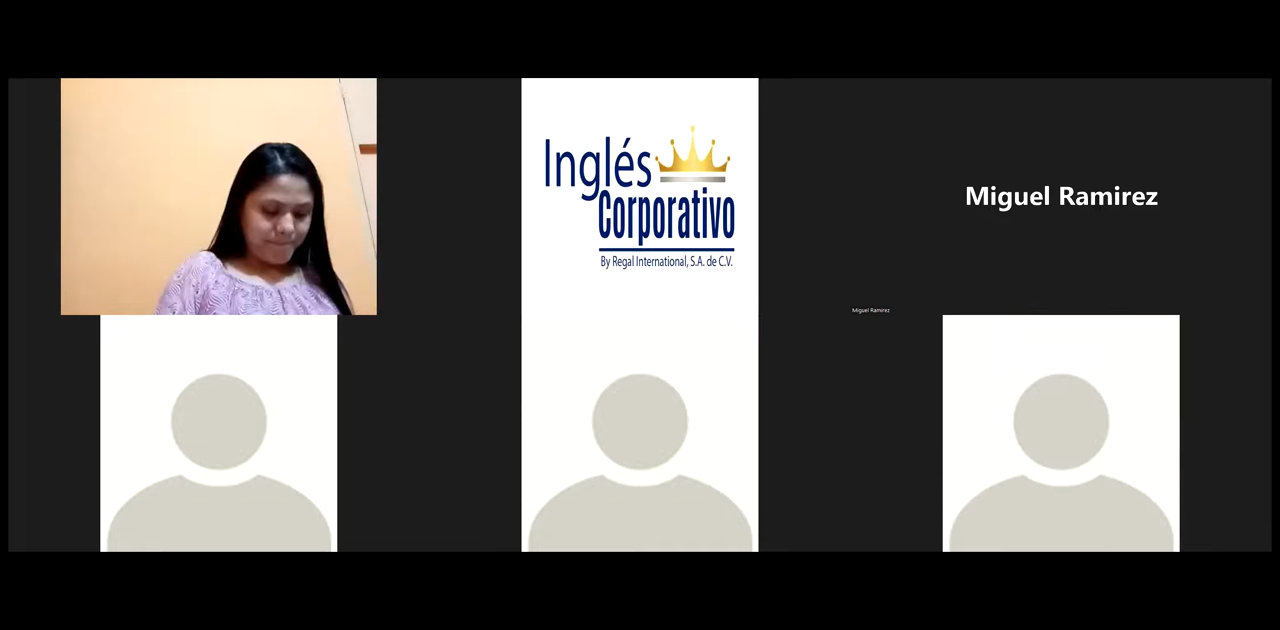 Inglés
Corporativo
By Regal International, S.A. de C.V.
Miguel Ramirez
Miguel Ramirez